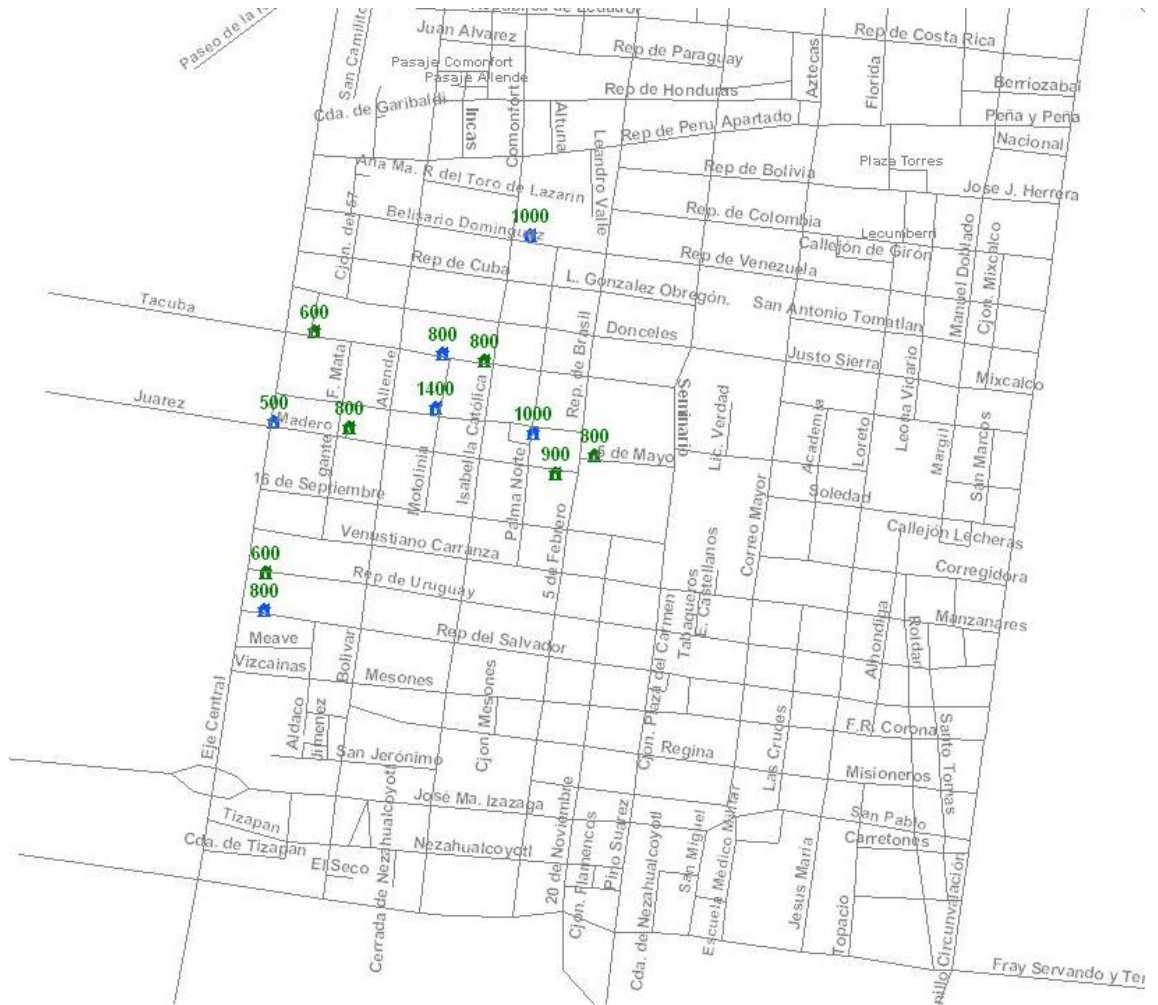 Paseo de la
San Camilito
Juan Alvarez
Rep de Paraguay
Rep de Costa Rica
Pasaje Comonfort
Pasaje Allende
Rep de Honduras
Aztecas
Florida
Berriozabal
Cda. de Garibaldi
Incas
Comonfort
Altuna
Leandro Valle
Rep de Peru
Apartado
Peña y Peña
Nacional
Ana Ma. R del Toro de Lazarin
Rep de Bolivia
Plaza Torres
Jose J. Herrera
Cjon. del 57
Belisario Dominguez
1000
Rep. de Colombia
Lecumberri
Callejón de Girón
Manuel Doblado
Cjon. Mixcalco
Rep de Cuba
Rep de Venezuela
L. Gonzalez Obregón.
San Antonio Tomatlan
Tacuba
600
800
800
Donceles
Rep. de Brasil
Justo Sierra
Mixcalco
Juarez
F. Mata
Allende
1400
Isabella Católica
Seminario
Lic. Verdad
Academia
Loreto
Leona Vicario
Margil
San Marcos
500
Madero
800
1000
800
5 de Mayo
900
gante
Motolinia
Palma Norte
16 de Septiembre
5 de Febrero
Correo Mayor
Soledad
Callejón Lecheras
Venustiano Carranza
Corregidora
600
Rep de Uruguay
E. Castellanos
Tabaqueros
800
Manzanares
Meave
Rep del Salvador
Alhondiga
Roldan
Vizcainas
Bolivar
Mesones
Cjon. Mesones
Cjon. Plaza del Carmen
Eje Central
Aldaco
Jimenez
San Jerónimo
Regina
Las Cruces
F.R. Corona
Santo Tomas
Misioneros
José Ma. Izazaga
San Pablo
Carretones
Tizapan
Cda. de Tizapan
El Seco
Nezahualcoyotl
Cerrada de Nezahualcoyotl
20 de Noviembre
Cjon. Flamencos
Pino Suarez
Cda. de Nezahualcoyotl
San Miguel
Escuela Médico Militar
Jesus María
Topacio
nillo Circunvalación
Fray Servando y Ter